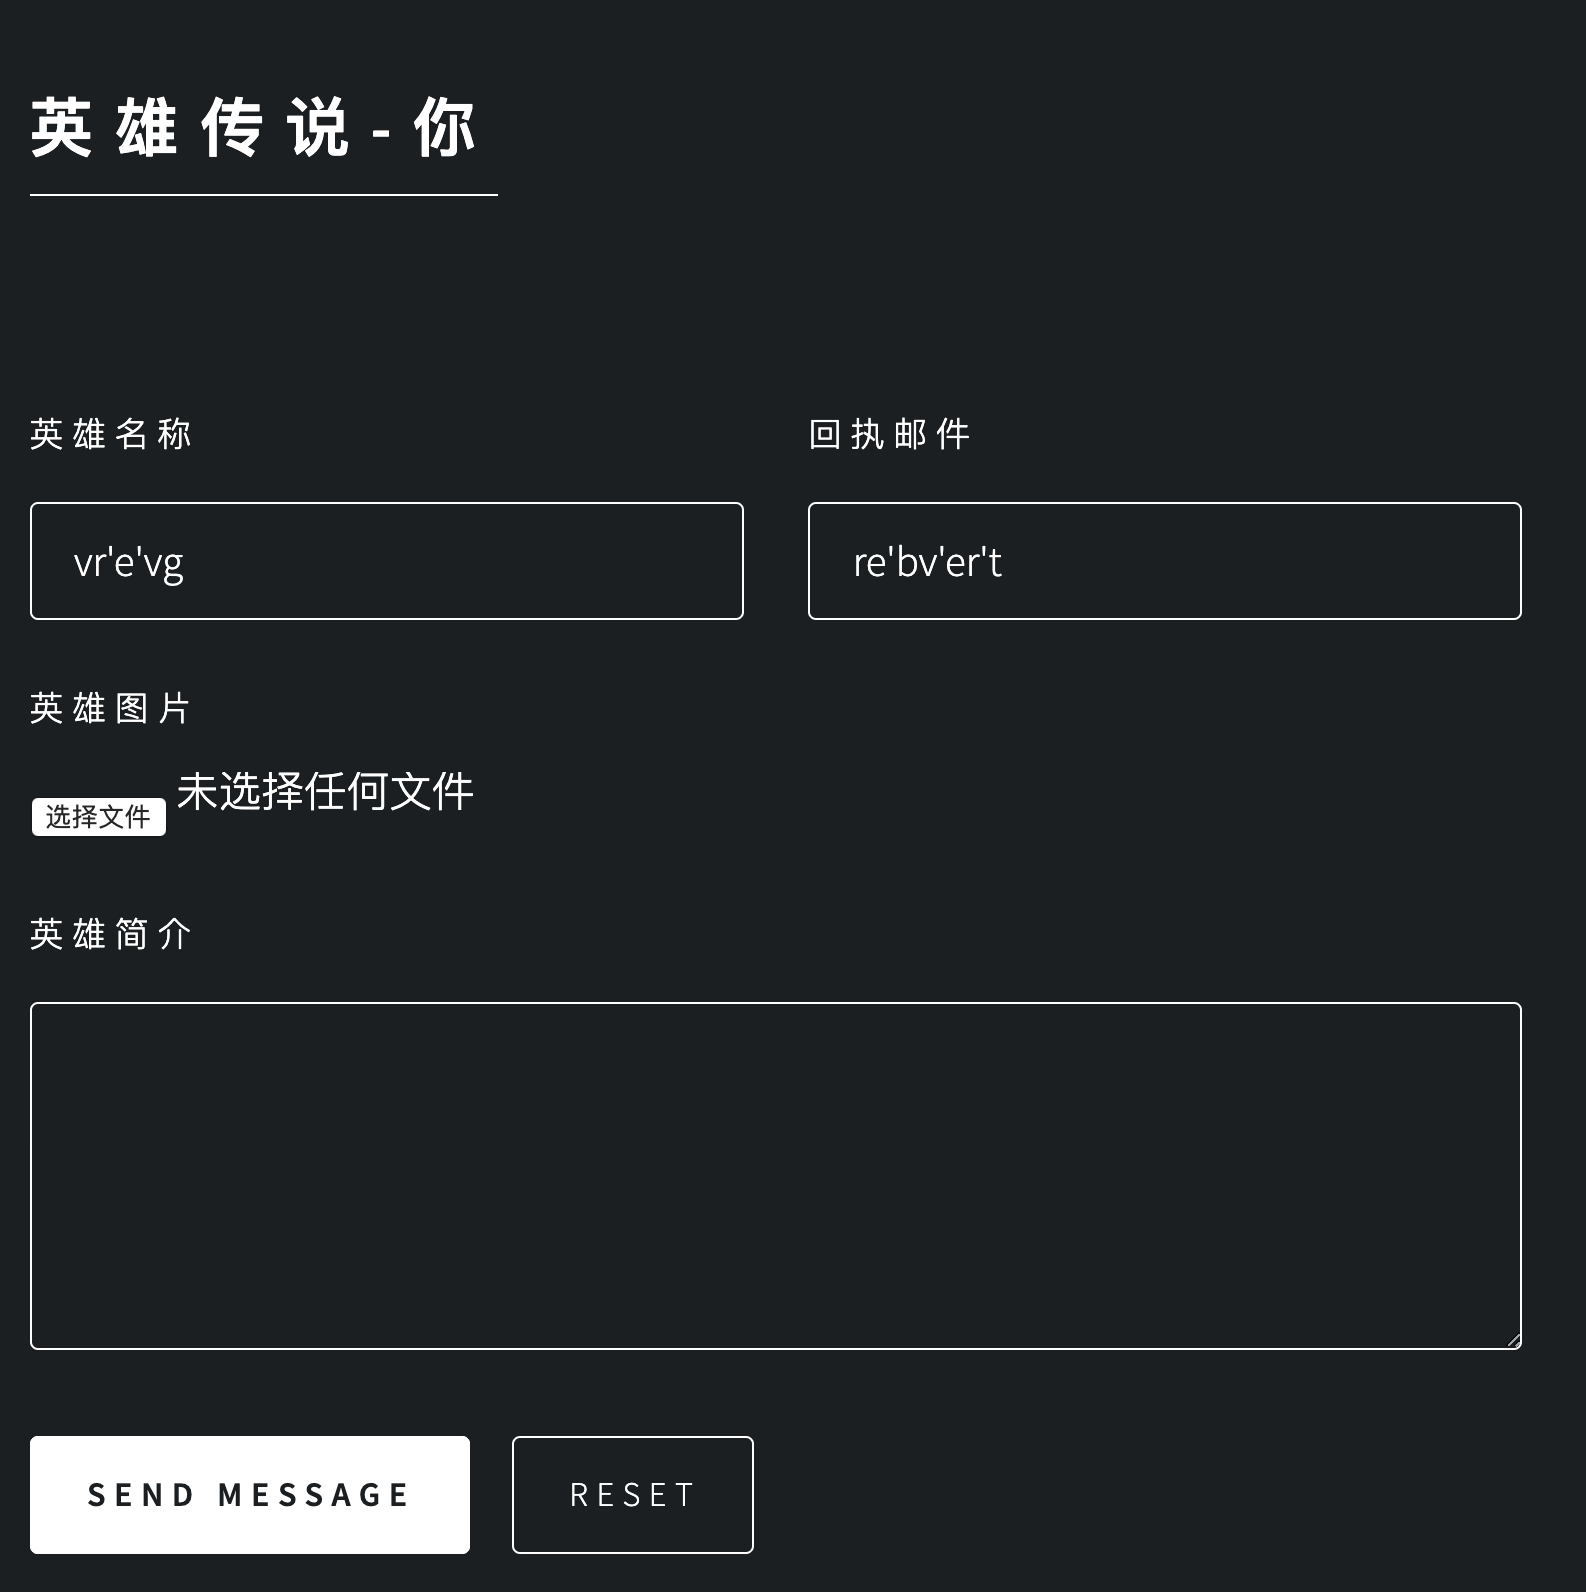 英雄传说-你
英雄名称
回执邮件
vr'e'vg
re'bv'er't
英雄图片
选择文件 未选择任何文件
英雄简介
SEND MESSAGE
RESET